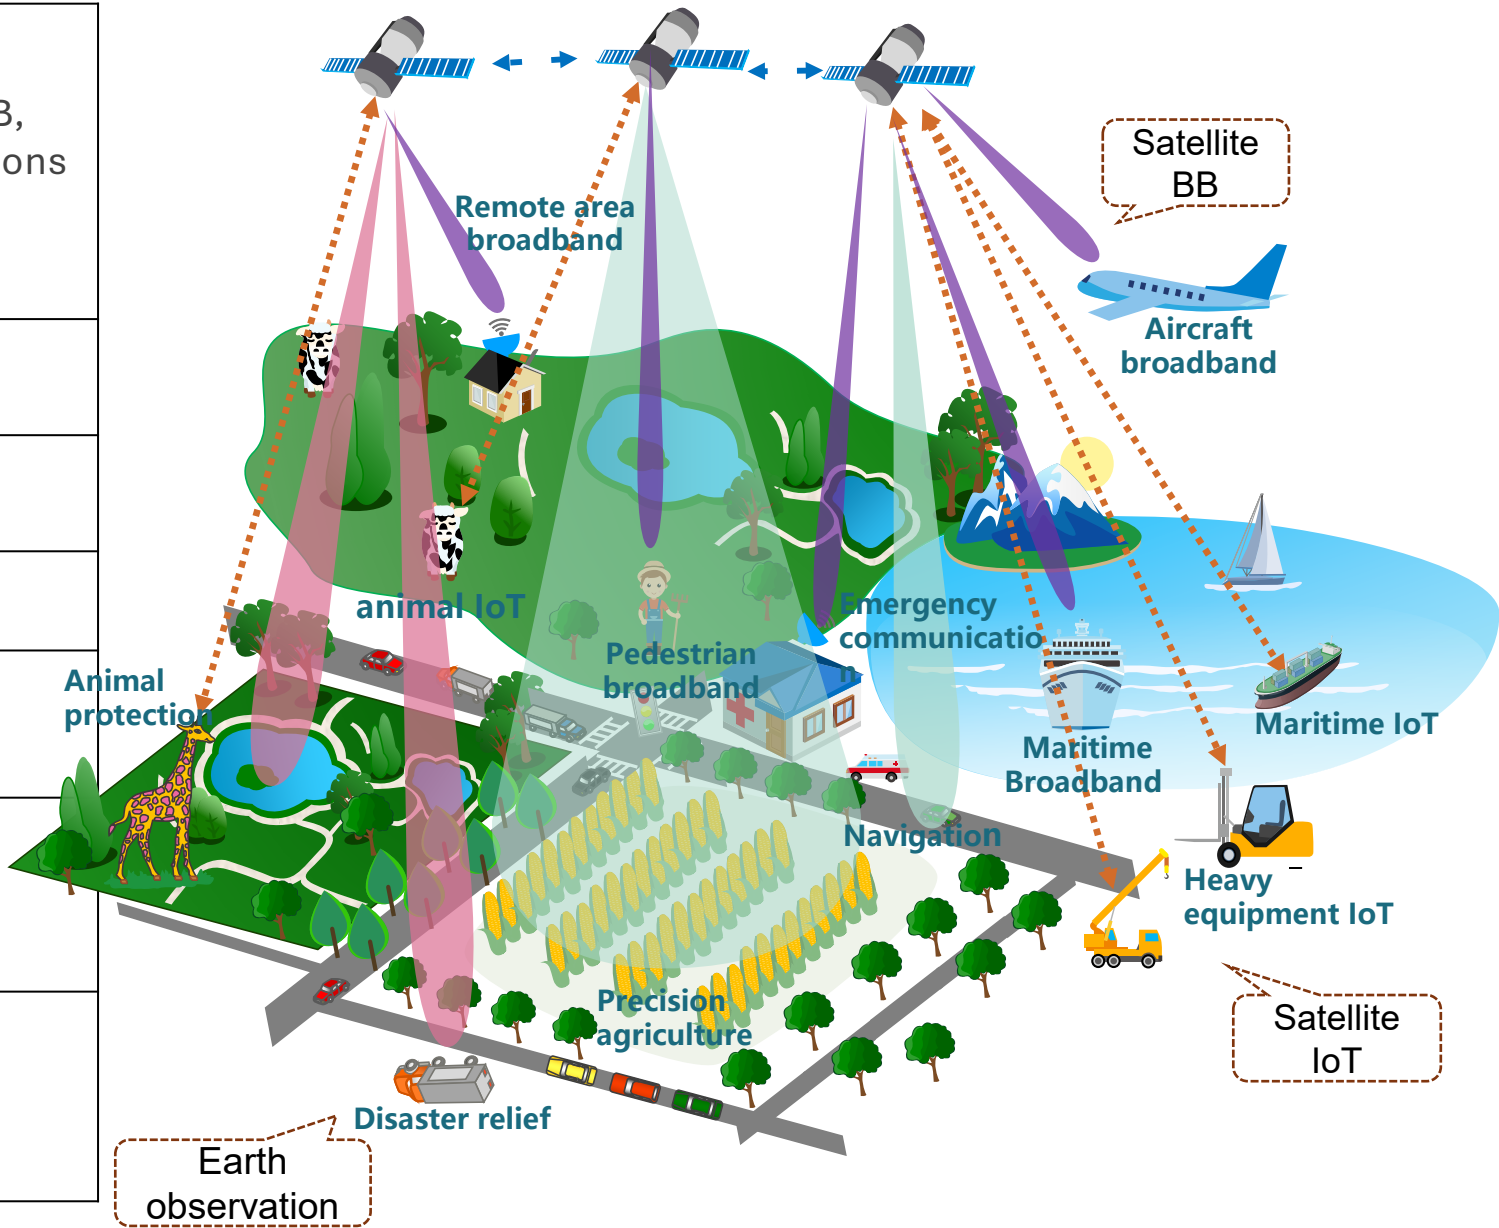 B,
ons
Satellite
BB
Remote area
broadband
Aircraft
broadband
animal IoT
Emergency
communicatio
n
Pedestrian
broadband
Animal
protection
Maritime IoT
Maritime
Broadband
Navigation
Heavy
equipment IoT
Precision
agriculture
Satellite
IoT
Disaster relief
Earth
observation